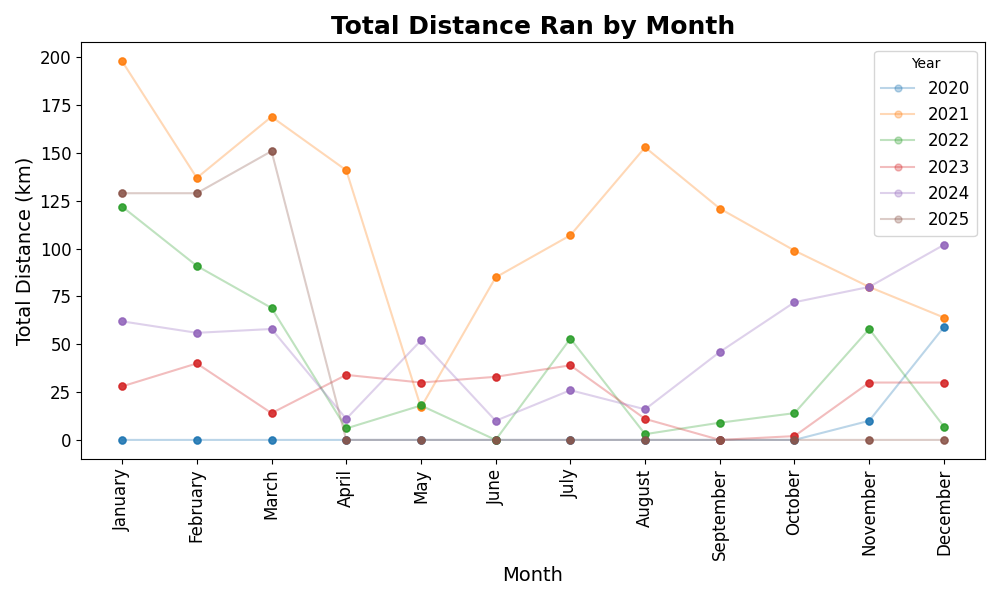 Total Distance Ran by Month
Total Distance (km)
200
175
150
125
100
75
50
25
0
Year
2020
2021
2022
2023
2024
2025
January
February
March
April
May
June
July
August
September
October
November
December
Month